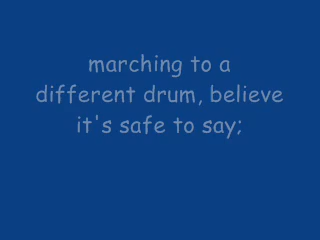 marching to a
different drum, believe
it's safe to say;